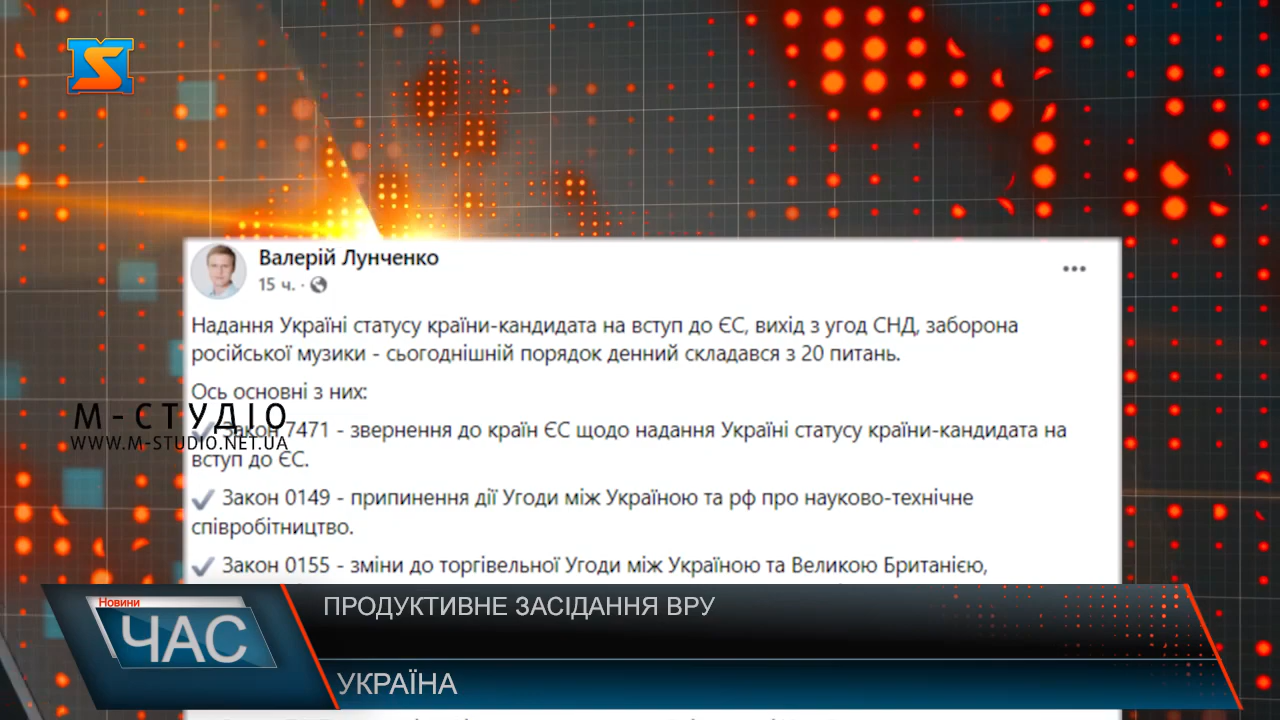 Валерій Лунченко
15 ч.
Надання Україні статусу країни-кандидата на вступ до ЄС, вихід з угод СНД, заборона
російської музики - сьогоднішній порядок денний складався з 20 питань.
Ось основні з них:
М-СТУДІО
WWW.M-STUDIO.NET.UA
Закон 7471 - звернення до країн ЄС щодо надання Україні статусу країни-кандидата на
вступ до ЄС.
Закон 0149 - припинення дії Угоди між Україною та рф про науково-технічне
співробітництво.
Закон 0155 - зміни до торгівельної Угоди між Україною та Великою Британією,
Новини
ЧАС
ПРОДУКТИВНЕ ЗАСІДАННЯ ВРУ
УКРАЇНА